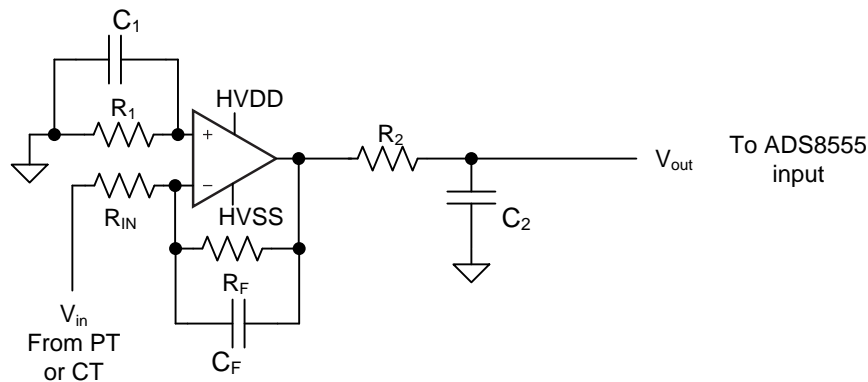 C1
R1
HVDD
+
−
RIN
HVSS
R2
Vout
To ADS8555
input
C2
RF
Vin
From PT
or CT
CF